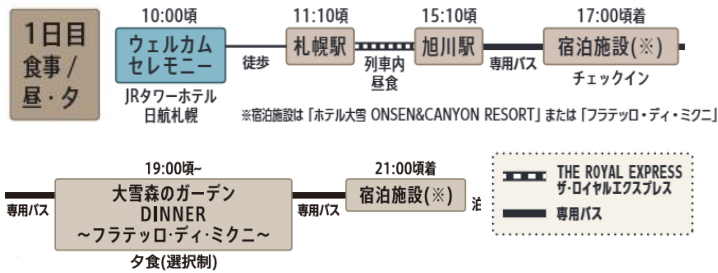 1日目
食事 /
昼・夕
10:00頃
ウェルカム
セレモニー
JRタワーホテル
日航札幌
徒歩
11:10頃
札幌駅
列車内
昼食
15:10頃
旭川駅
専用バス
17:00頃着
宿泊施設(※)
チェックイン
※宿泊施設は「ホテル大雪 ONSEN&CANYON RESORT」または「フラテッロ・ディ・ミクニ」
専用バス
19:00頃~
大雪森のガーデン
DINNER
～フラテッロ・ディ・ミクニ～
夕食(選択制)
専用バス
21:00頃着
宿泊施設(※)
泊
THE ROYAL EXPRESS
ザ・ロイヤルエクスプレス
専用バス